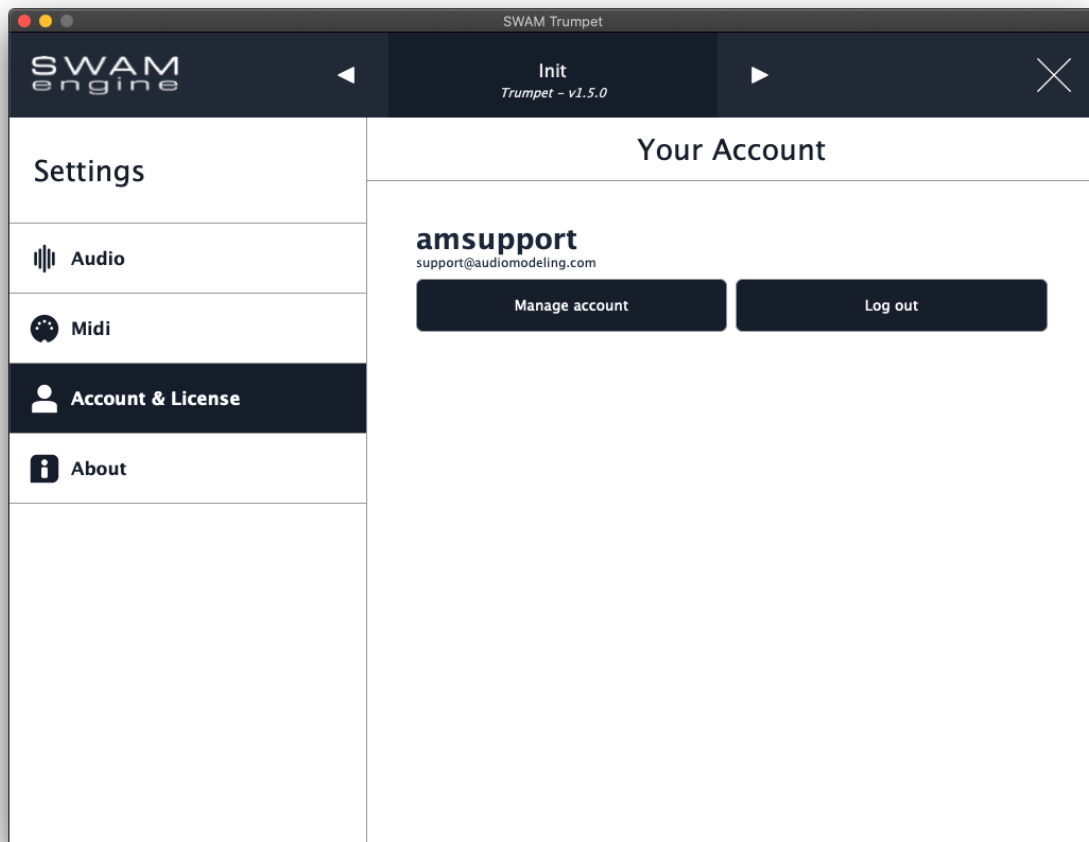 SWAM Trumpet
SWAM
engine
Init
Trumpet – v1.5.0
Settings
Audio
Midi
Account & License
About
Your Account
amsupport
support@audiomodeling.com
Manage account
Log out